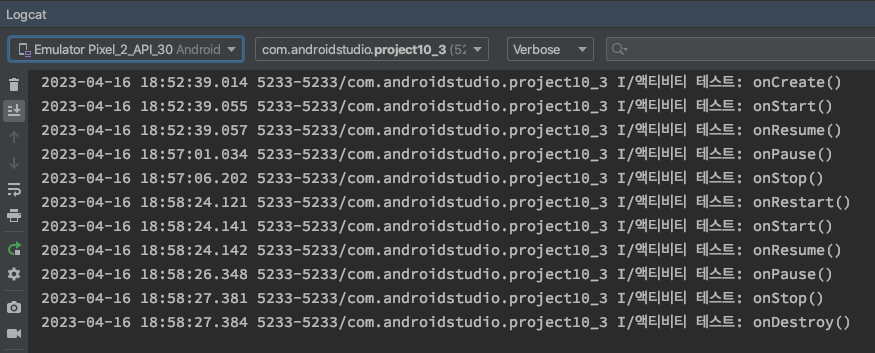 Logcat
Emulator Pixel_2_API_30 Android com.androidstudio.project10_3 (52 Verbose
2023-04-16 18:52:39.014 5233-5233/com.androidstudio.project10_3 I/액티비티 테스트: onCreate()
2023-04-16 18:52:39.055 5233-5233/com.androidstudio.project10_3 I/액티비티 테스트: onStart()
2023-04-16 18:52:39.057 5233-5233/com.androidstudio.project10_3 I/액티비티 테스트: onResume()
2023-04-16 18:57:01.034 5233-5233/com.androidstudio.project10_3 I/액티비티 테스트: onPause()
2023-04-16 18:57:06.202 5233-5233/com.androidstudio.project10_3 I/액티비티 테스트: onStop()
2023-04-16 18:58:24.121 5233-5233/com.androidstudio.project10_3 I/액티비티 테스트: onRestart()
2023-04-16 18:58:24.141 5233-5233/com.androidstudio.project10_3 I/액티비티 테스트: onStart()
2023-04-16 18:58:24.142 5233-5233/com.androidstudio.project10_3 I/액티비티 테스트: onResume()
2023-04-16 18:58:26.348 5233-5233/com.androidstudio.project10_3 I/액티비티 테스트: onPause()
2023-04-16 18:58:27.381 5233-5233/com.androidstudio.project10_3 I/액티비티 테스트: onStop()
2023-04-16 18:58:27.384 5233-5233/com.androidstudio.project10_3 I/액티비티 테스트: onDestroy()